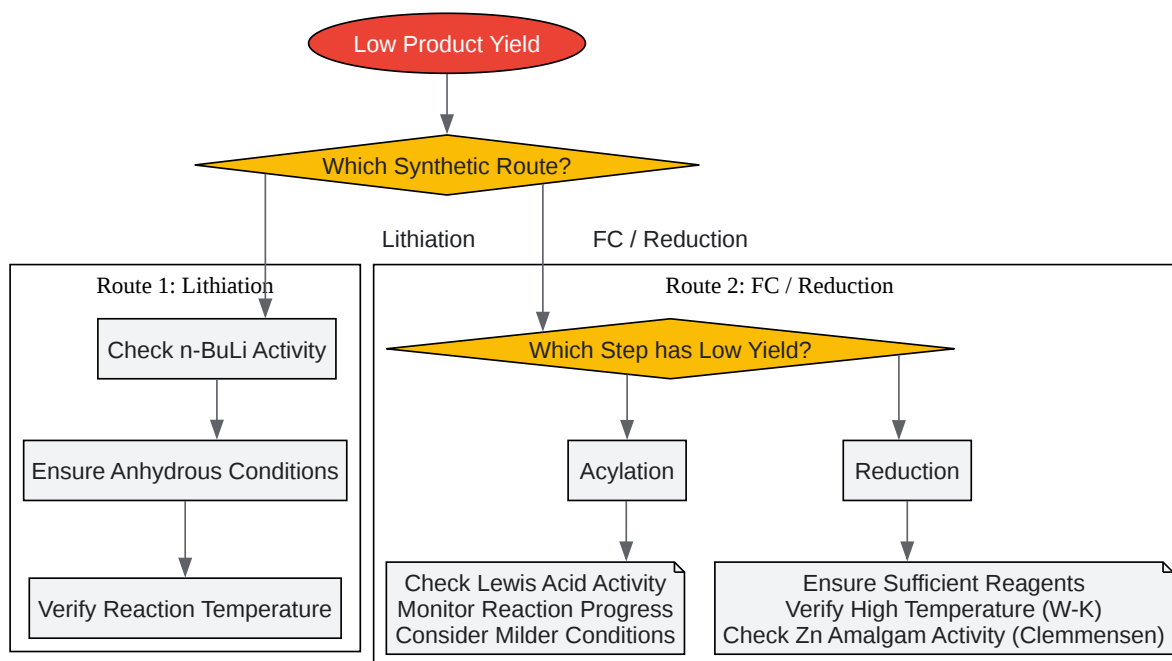 Low Product Yield
Which Synthetic Route?
Lithiation
FC / Reduction
Route 1: Lithiation
Check n-BuLi Activity
Ensure Anhydrous Conditions
Verify Reaction Temperature
Route 2: FC / Reduction
Which Step has Low Yield?
Acylation
Reduction
Check Lewis Acid Activity
Monitor Reaction Progress
Consider Milder Conditions
Ensure Sufficient Reagents
Verify High Temperature (W-K)
Check Zn Amalgam Activity (Clemmensen)